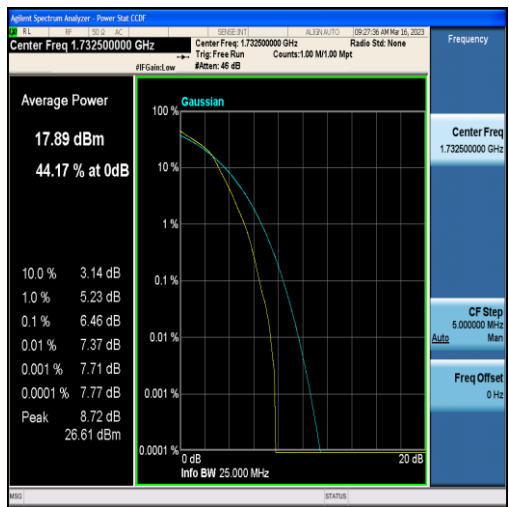 Agilent Spectrum Analyzer - Power Stat CCDF
RL RF 50 Ω AC SENSE:INT ALIGN AUTO 09:27:36 AM Mar 16, 2023
Center Freq 1.732500000 GHz
Center Freq: 1.732500000 GHz Radio Std: None
Trig: Free Run Counts:1.00 M/1.00 Mpt
#IFGain:Low #Atten: 46 dB
Frequency
Average Power
17.89 dBm
44.17 % at 0dB
10.0 % 3.14 dB
1.0 % 5.23 dB
0.1 % 6.46 dB
0.01 % 7.37 dB
0.001 % 7.71 dB
0.0001 % 7.77 dB
Peak 8.72 dB
26.61 dBm
Gaussian
100 %
10 %
1 %
0.1 %
0.01 %
0.001 %
0.0001 %
0 dB 20 dB
Info BW 25.000 MHz
Center Freq
1.732500000 GHz
CF Step
5.000000 MHz
Auto Man
Freq Offset
0 Hz
MSG STATUS